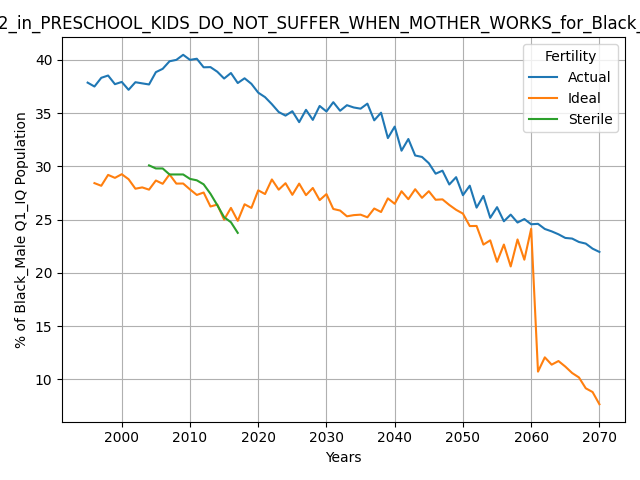 2_in_PRESCHOOL_KIDS_DO_NOT_SUFFER_WHEN_MOTHER_WORKS_for_Black_
Fertility
Actual
Ideal
Sterile
% of Black_Male Q1_IQ Population
40
35
30
25
20
15
10
2000 2010 2020 2030 2040 2050 2060 2070
Years